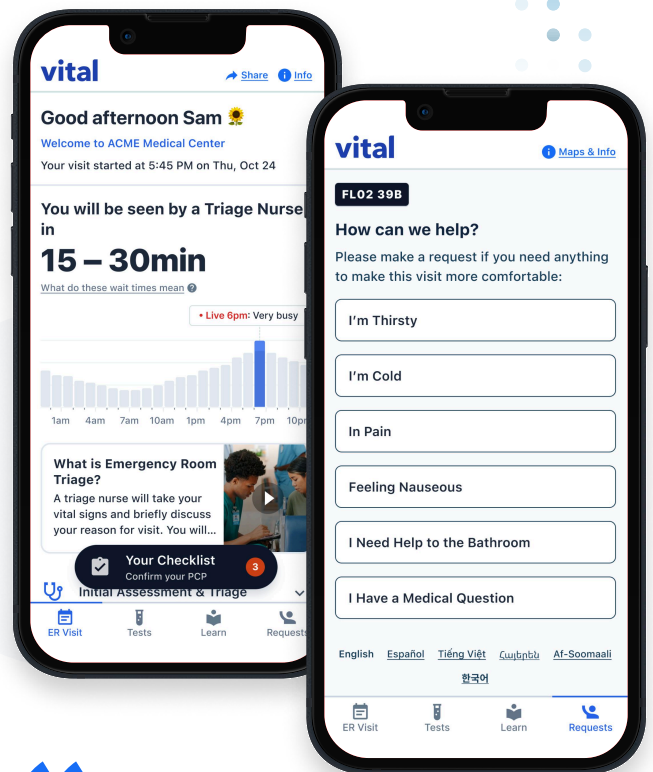 vital
Share
Info
Good afternoon Sam 🌻
Welcome to ACME Medical Center
Your visit started at 5:45 PM on Thu, Oct 24
You will be seen by a Triage Nurse
in
15 – 30min
What do these wait times mean ?
• Live 6pm: Very busy
1am 4am 7am 10am 1pm 4pm 7pm 10pm
What is Emergency Room
Triage?
A triage nurse will take your
vital signs and briefly discuss
your reason for visit. You will...
Your Checklist
Confirm your PCP
3
Initial Assessment & Triage
ER Visit
Tests
Learn
Requests
vital
Maps & Info
FL02 39B
How can we help?
Please make a request if you need anything
to make this visit more comfortable:
I'm Thirsty
I'm Cold
In Pain
Feeling Nauseous
I Need Help to the Bathroom
I Have a Medical Question
English Español Tiếng Việt Հայերեն Af-Soomaali
한국어
ER Visit
Tests
Learn
Requests